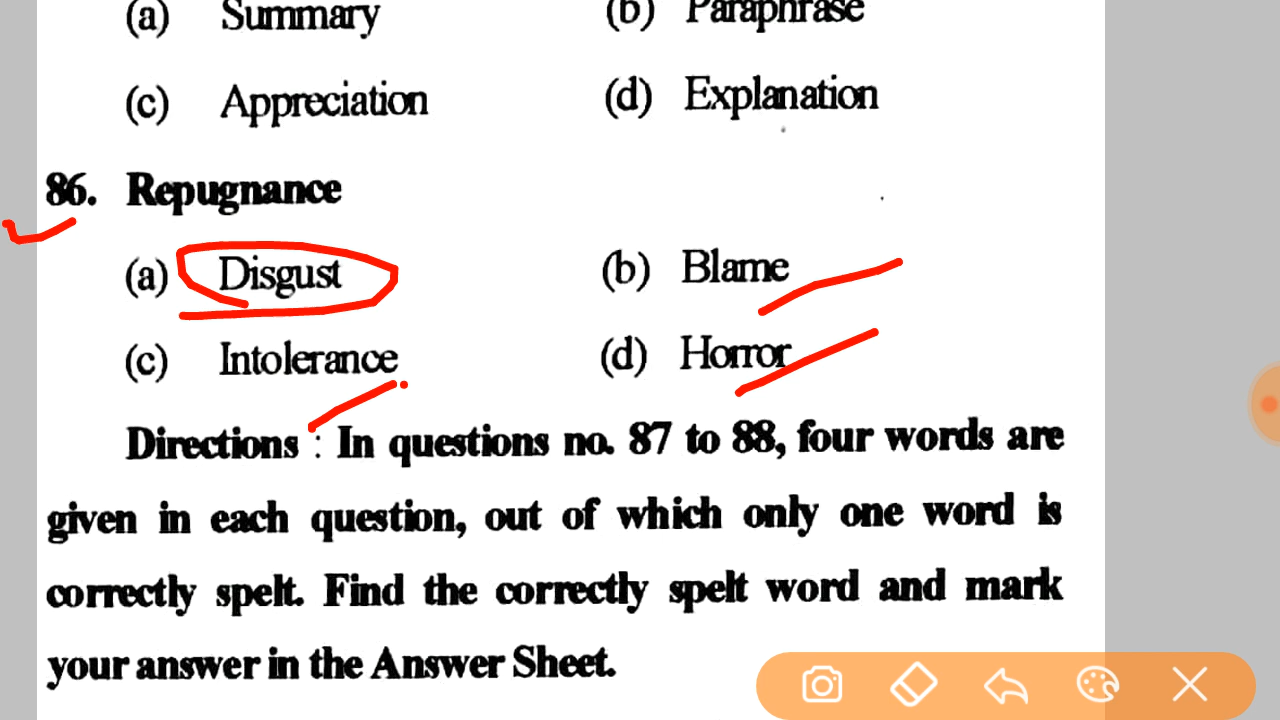 (a) Summary (b) Paraphrase
(c) Appreciation (d) Explanation
86. Repugnance
(a) Disgust (b) Blame
(c) Intolerance (d) Horror
Directions : In questions no. 87 to 88, four words are
given in each question, out of which only one word is
correctly spelt. Find the correctly spelt word and mark
your answer in the Answer Sheet.